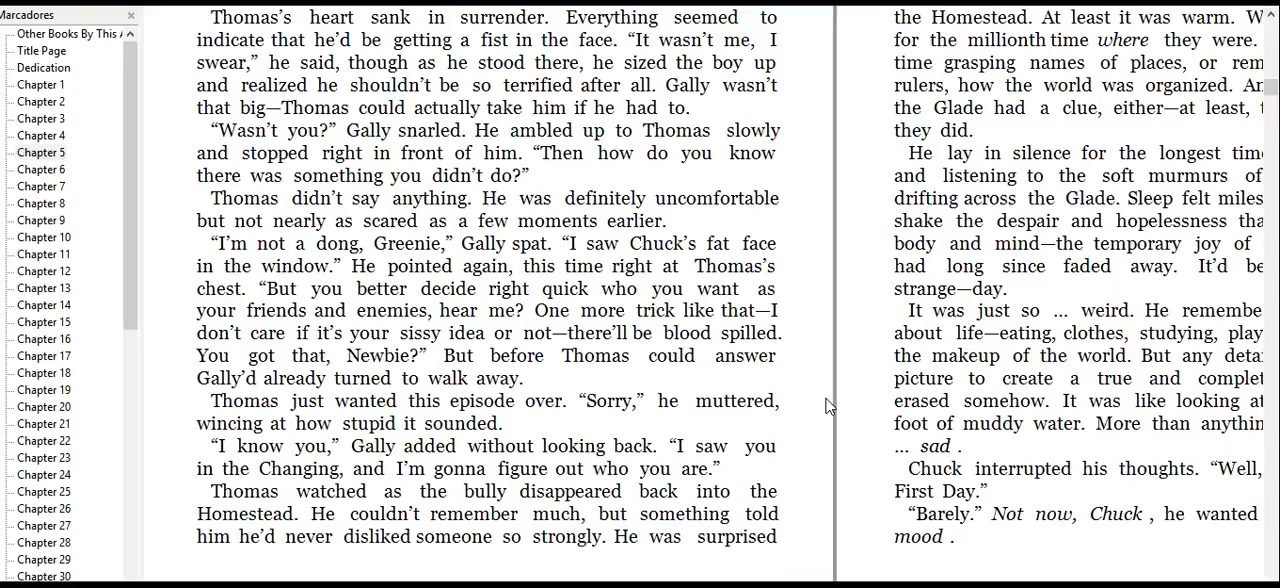 Marcadores
Other Books By This
Title Page
Dedication
Chapter 1
Chapter 2
Chapter 3
Chapter 4
Chapter 5
Chapter 6
Chapter 7
Chapter 8
Chapter 9
Chapter 10
Chapter 11
Chapter 12
Chapter 13
Chapter 14
Chapter 15
Chapter 16
Chapter 17
Chapter 18
Chapter 19
Chapter 20
Chapter 21
Chapter 22
Chapter 23
Chapter 24
Chapter 25
Chapter 26
Chapter 27
Chapter 28
Chapter 29
Chapter 30
Thomas’s heart sank in surrender. Everything seemed to
indicate that he’d be getting a fist in the face. “It wasn’t me, I
swear,” he said, though as he stood there, he sized the boy up
and realized he shouldn’t be so terrified after all. Gally wasn’t
that big—Thomas could actually take him if he had to.
“Wasn’t you?” Gally snarled. He ambled up to Thomas slowly
and stopped right in front of him. “Then how do you know
there was something you didn’t do?”
Thomas didn’t say anything. He was definitely uncomfortable
but not nearly as scared as a few moments earlier.
“I’m not a dong, Greenie,” Gally spat. “I saw Chuck’s fat face
in the window.” He pointed again, this time right at Thomas’s
chest. “But you better decide right quick who you want as
your friends and enemies, hear me? One more trick like that—I
don’t care if it’s your sissy idea or not—there’ll be blood spilled.
You got that, Newbie?” But before Thomas could answer
Gally’d already turned to walk away.
Thomas just wanted this episode over. “Sorry,” he muttered,
wincing at how stupid it sounded.
“I know you,” Gally added without looking back. “I saw you
in the Changing, and I’m gonna figure out who you are.”
Thomas watched as the bully disappeared back into the
Homestead. He couldn’t remember much, but something told
him he’d never disliked someone so strongly. He was surprised
the Homestead. At least it was warm. W
for the millionth time where they were.
time grasping names of places, or rem
rulers, how the world was organized. An
the Glade had a clue, either—at least, t
they did.
He lay in silence for the longest tim
and listening to the soft murmurs of
drifting across the Glade. Sleep felt miles
shake the despair and hopelessness tha
body and mind—the temporary joy of
had long since faded away. It’d be
strange—day.
It was just so ... weird. He remembe
about life—eating, clothes, studying, play
the makeup of the world. But any deta
picture to create a true and complet
erased somehow. It was like looking at
foot of muddy water. More than anythin
... sad .
Chuck interrupted his thoughts. “Well,
First Day.”
“Barely.” Not now, Chuck , he wanted
mood .